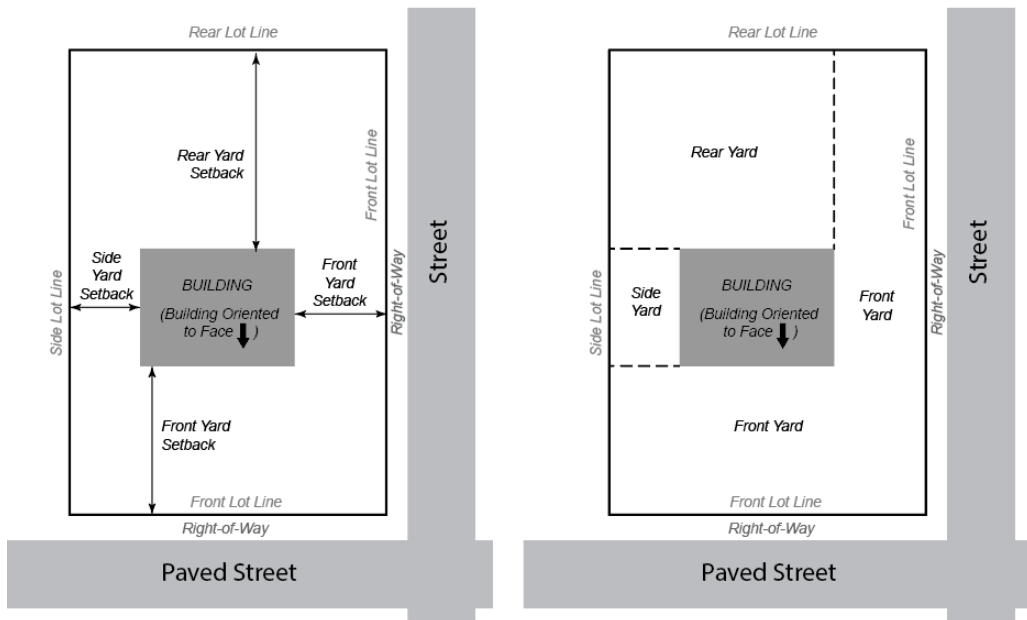 Rear Lot Line
Rear Yard
Setback
Front Lot Line
Street
Side
Yard
Setback
BUILDING
(Building Oriented
to Face )
Front
Yard
Setback
Side Lot Line
Right-of-Way
Front Yard
Setback
Front Lot Line
Right-of-Way
Paved Street
Rear Lot Line
Rear Yard
Front Lot Line
Street
Side
Yard
BUILDING
(Building Oriented
to Face )
Front
Yard
Side Lot Line
Right-of-Way
Front Yard
Front Lot Line
Right-of-Way
Paved Street